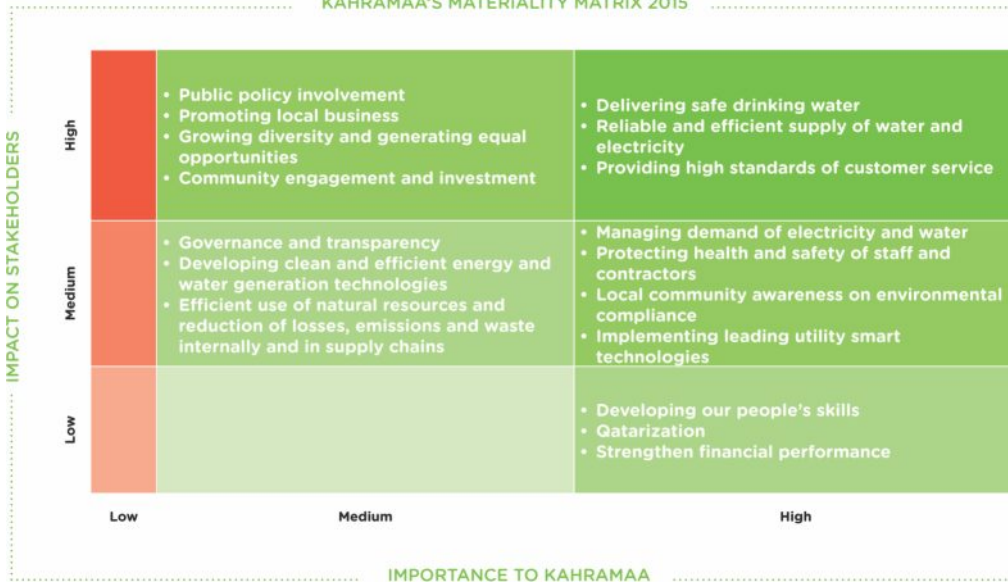 KAHRAMAA'S MATERIALITY MATRIX 2015
IMPACT ON STAKEHOLDERS
High
• Public policy involvement
• Promoting local business
• Growing diversity and generating equal
opportunities
• Community engagement and investment
• Delivering safe drinking water
• Reliable and efficient supply of water and
electricity
• Providing high standards of customer service
Medium
• Governance and transparency
• Developing clean and efficient energy and
water generation technologies
• Efficient use of natural resources and
reduction of losses, emissions and waste
internally and in supply chains
• Managing demand of electricity and water
• Protecting health and safety of staff and
contractors
• Local community awareness on environmental
compliance
• Implementing leading utility smart
technologies
Low
• Developing our people's skills
• Qatarization
• Strengthen financial performance
Low
Medium
High
IMPORTANCE TO KAHRAMAA